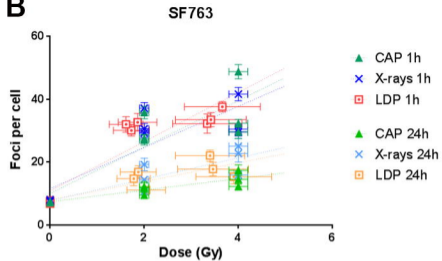 B
SF763
60
40
20
0
Foci per cell
0 2 4 6
Dose (Gy)
CAP 1h
X-rays 1h
LDP 1h
CAP 24h
X-rays 24h
LDP 24h